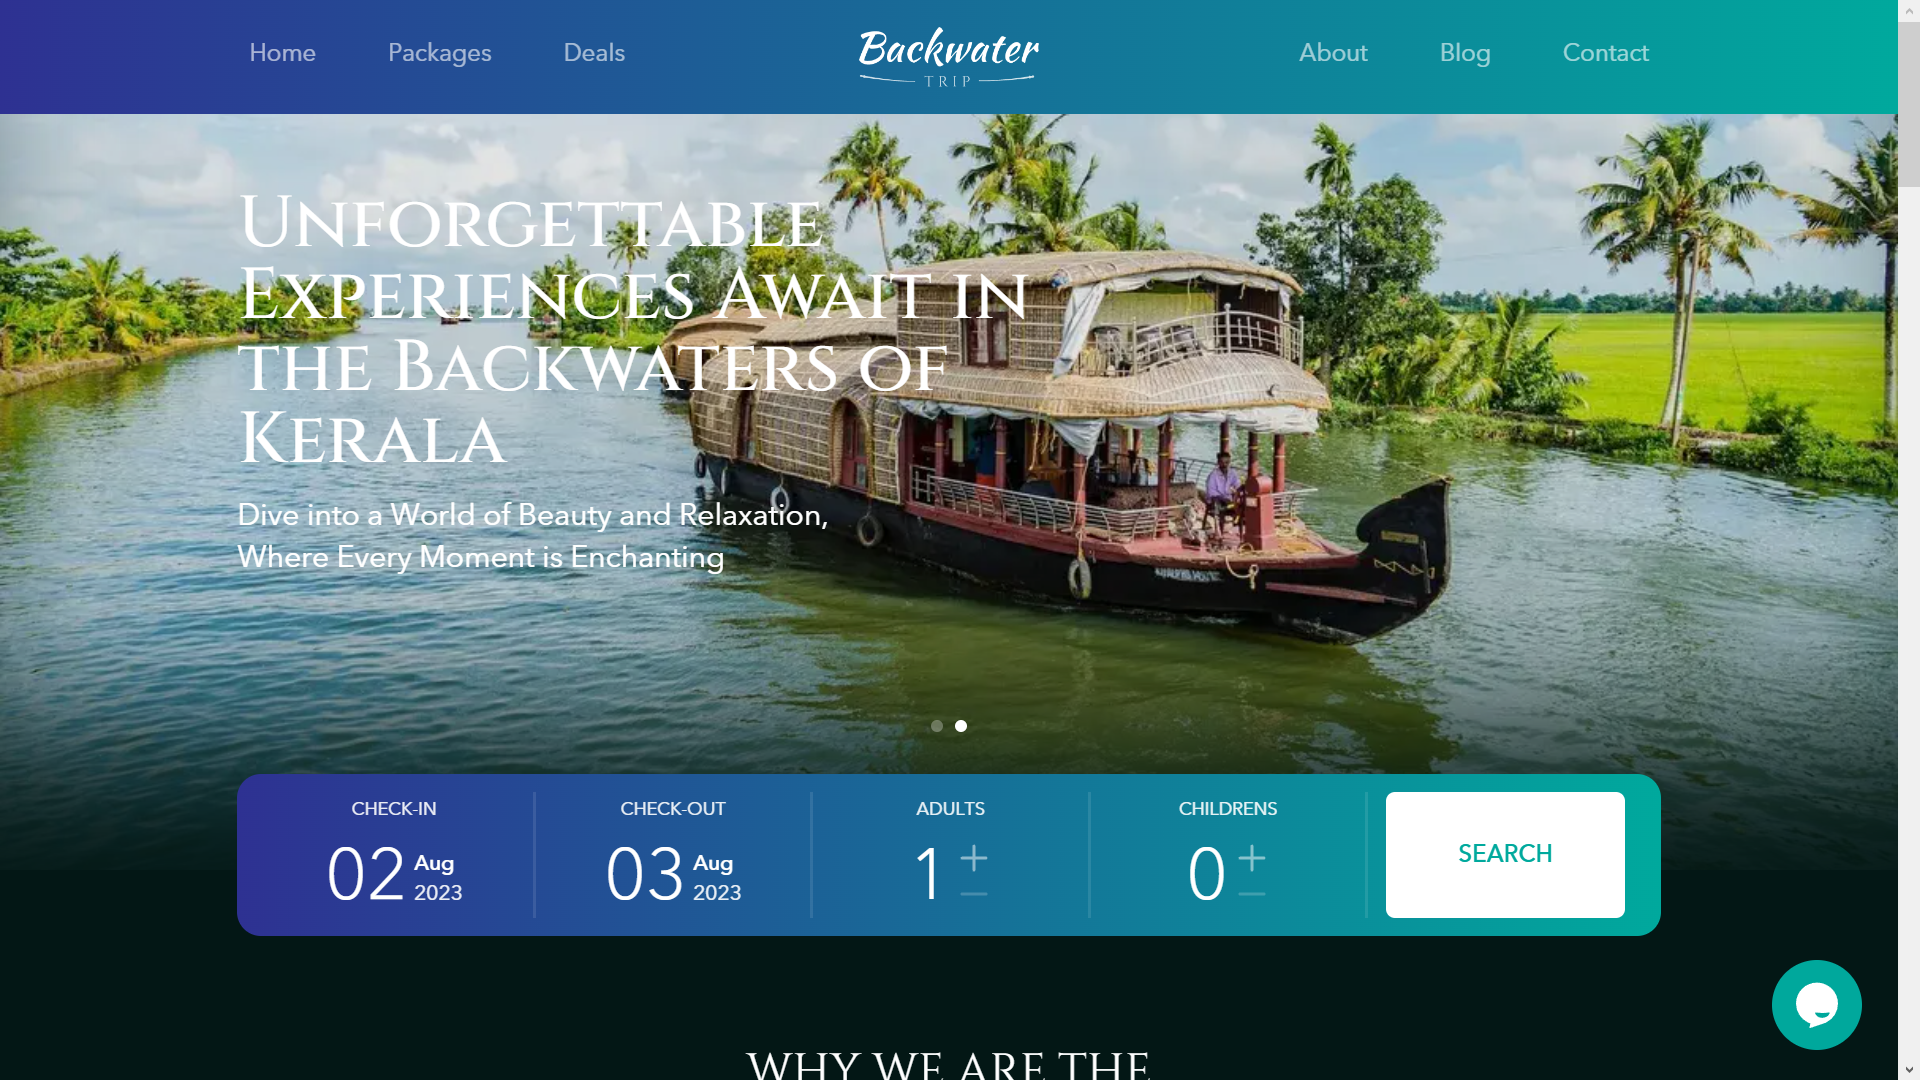 Home
Packages
Deals
Backwater
TRIP
About
Blog
Contact
Unforgettable
Experiences Await in
the Backwaters of
Kerala
Dive into a World of Beauty and Relaxation,
Where Every Moment is Enchanting
CHECK-IN
02 Aug
2023
CHECK-OUT
03 Aug
2023
ADULTS
1
CHILDRENS
0
SEARCH
WHY WE ARE THE